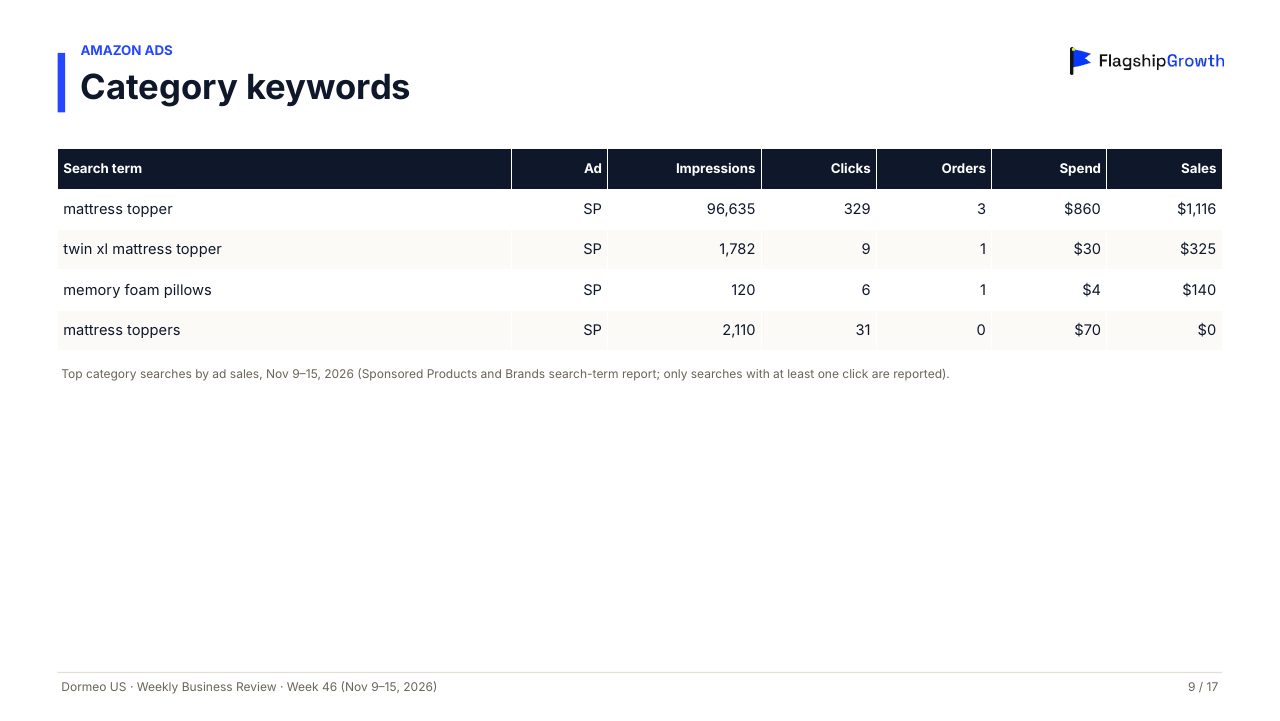 AMAZON ADS
Category keywords
FlagshipGrowth
Search term Ad Impressions Clicks Orders Spend Sales
mattress topper SP 96,635 329 3 $860 $1,116
twin xl mattress topper SP 1,782 9 1 $30 $325
memory foam pillows SP 120 6 1 $4 $140
mattress toppers SP 2,110 31 0 $70 $0
Top category searches by ad sales, Nov 9–15, 2026 (Sponsored Products and Brands search-term report; only searches with at least one click are reported).
Dormeo US · Weekly Business Review · Week 46 (Nov 9–15, 2026)
9 / 17